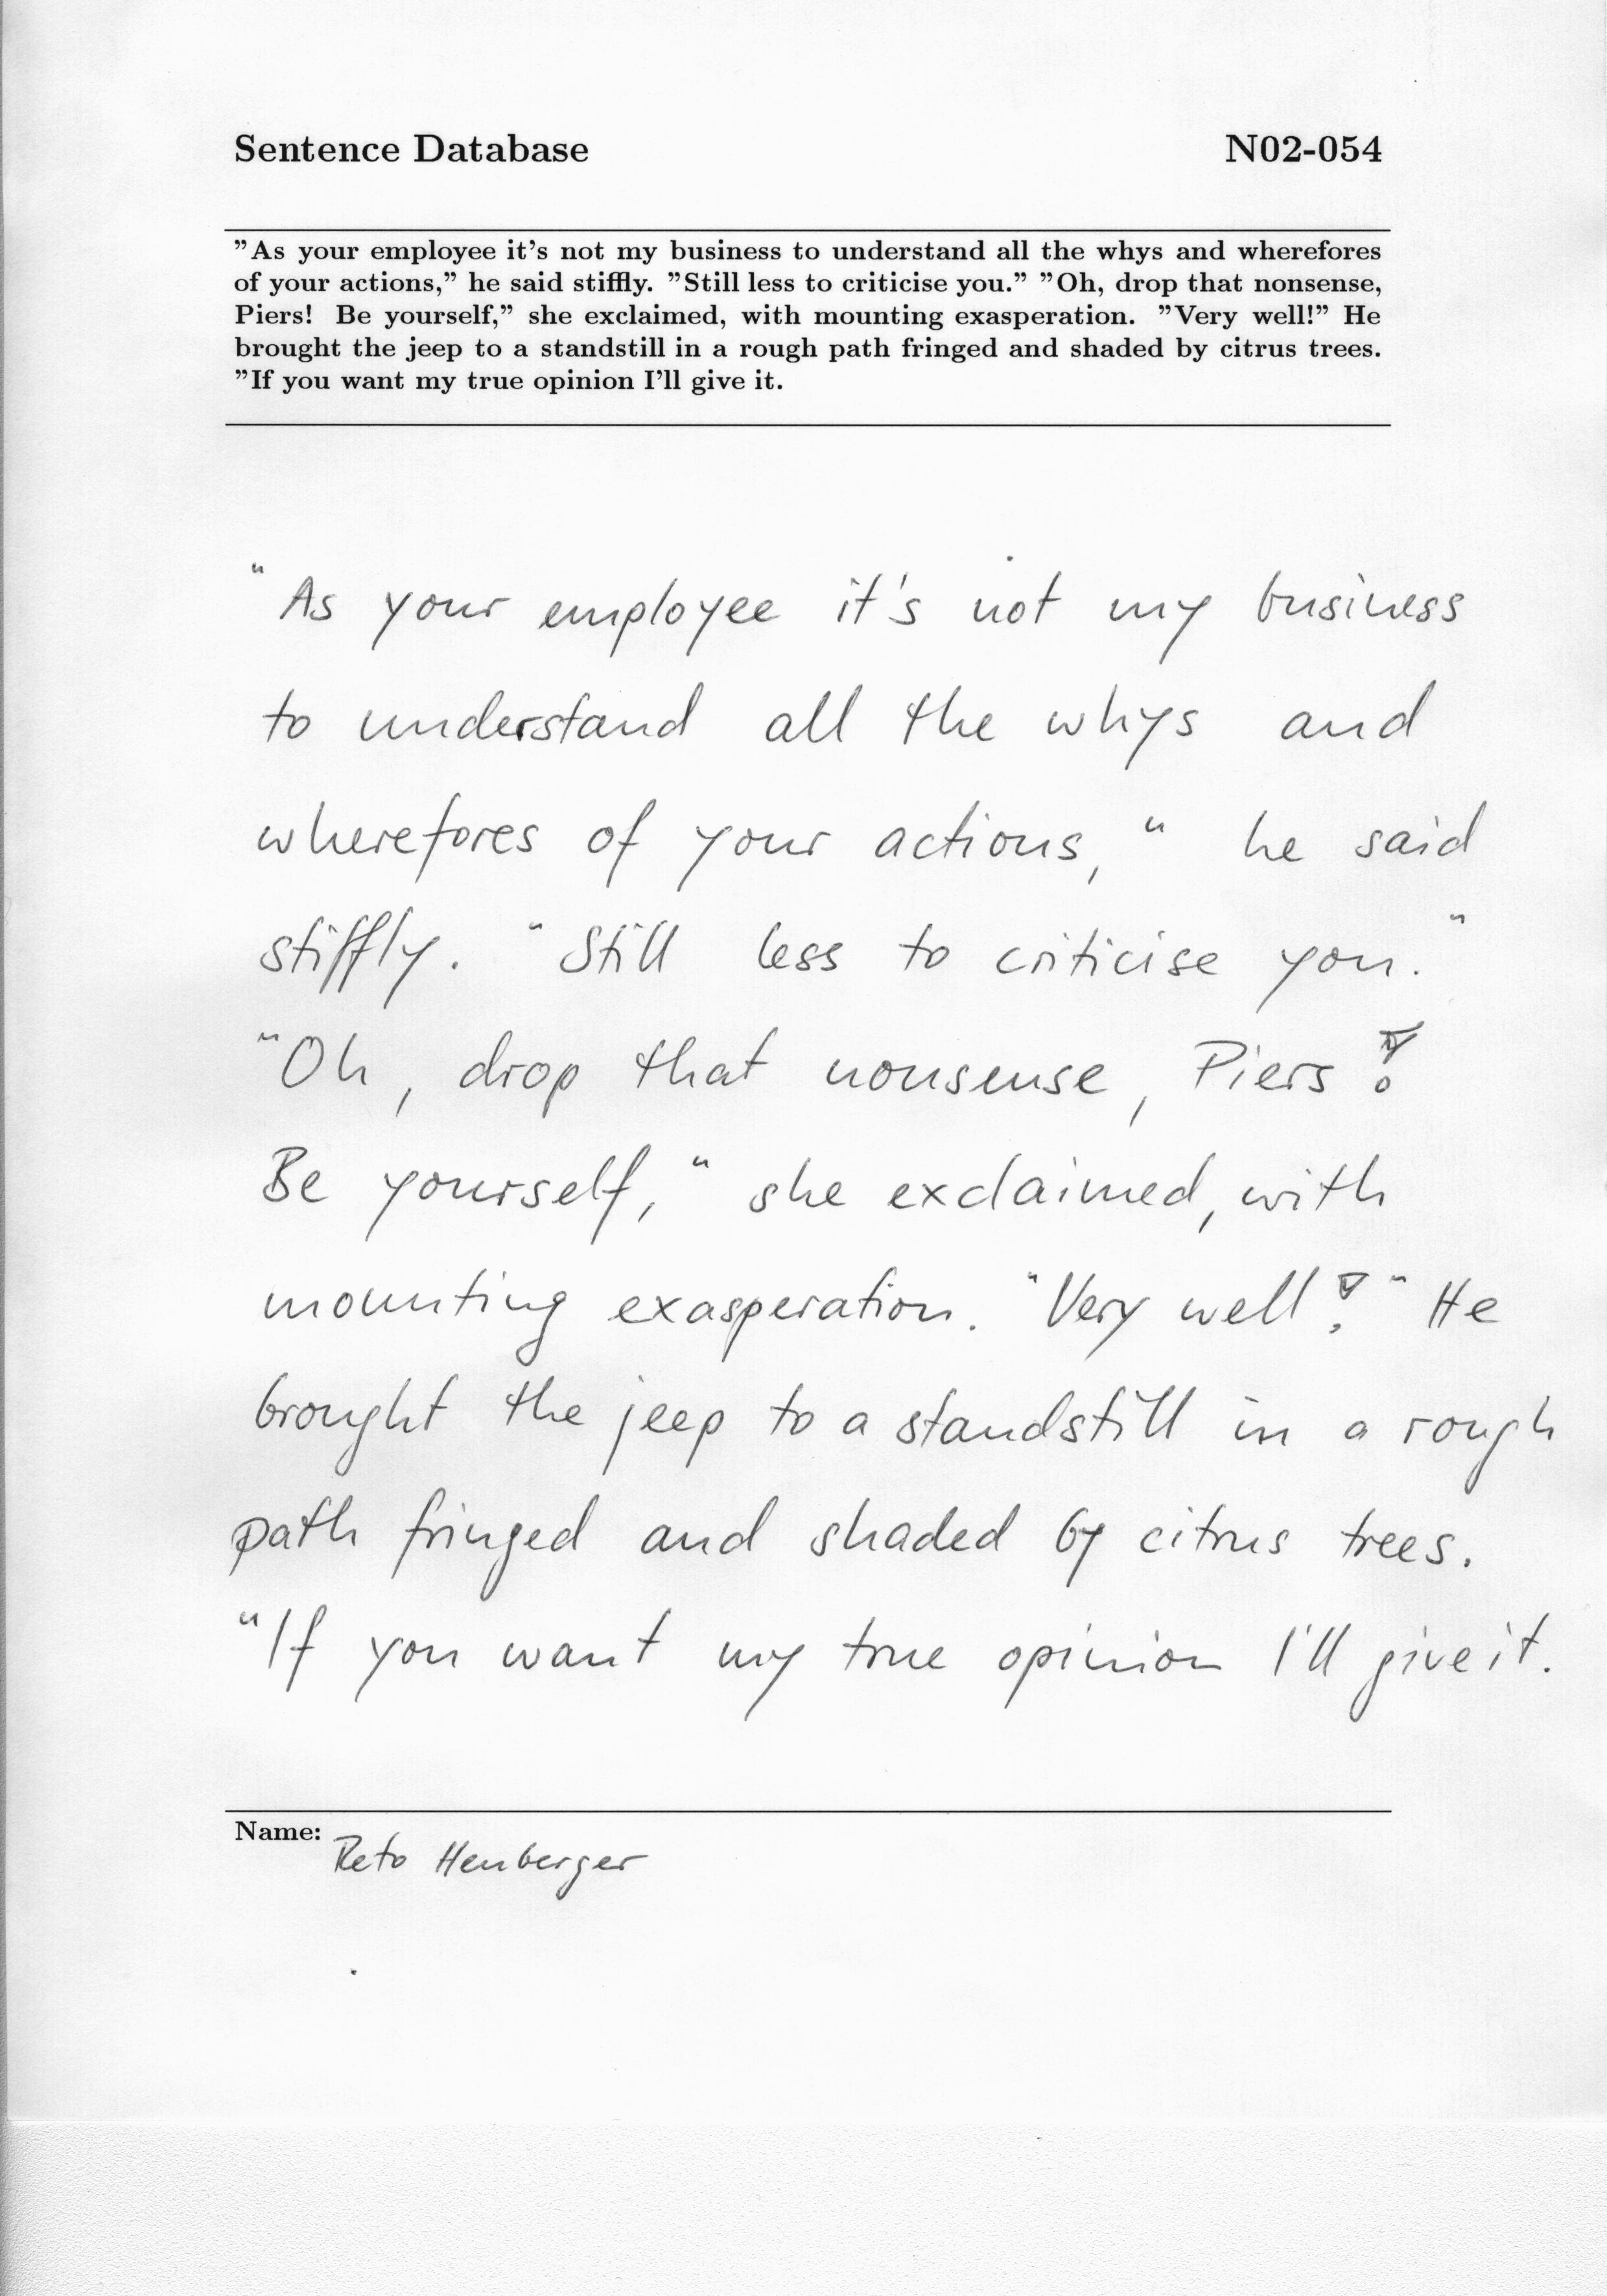 Sentence Database N02-054
"As your employee it's not my business to understand all the whys and wherefores
of your actions," he said stiffly. "Still less to criticise you." "Oh, drop that nonsense,
Piers! Be yourself," she exclaimed, with mounting exasperation. "Very well!" He
brought the jeep to a standstill in a rough path fringed and shaded by citrus trees.
"If you want my true opinion I'll give it.
"As your employee it's not my business
to understand all the whys and
wherefores of your actions," he said
stiffly. "Still less to criticise you."
"Oh, drop that nonsense, Piers!
Be yourself," she exclaimed, with
mounting exasperation. "Very well!" He
brought the jeep to a standstill in a rough
path fringed and shaded by citrus trees.
"If you want my true opinion I'll give it.
Name: Reto Heuberger